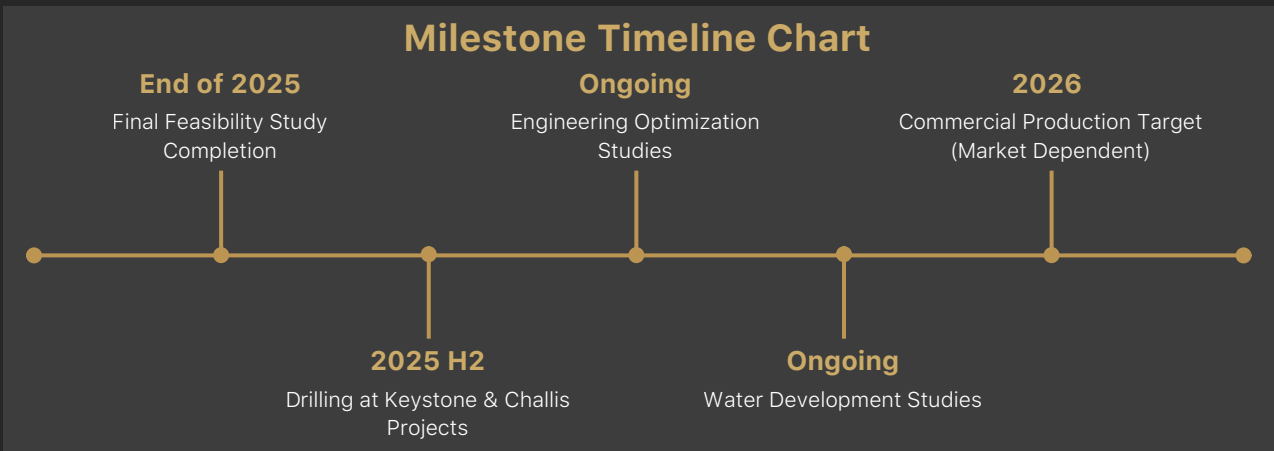 Milestone Timeline Chart
End of 2025
Final Feasibility Study
Completion
2025 H2
Drilling at Keystone & Challis
Projects
Ongoing
Engineering Optimization
Studies
Ongoing
Water Development Studies
2026
Commercial Production Target
(Market Dependent)